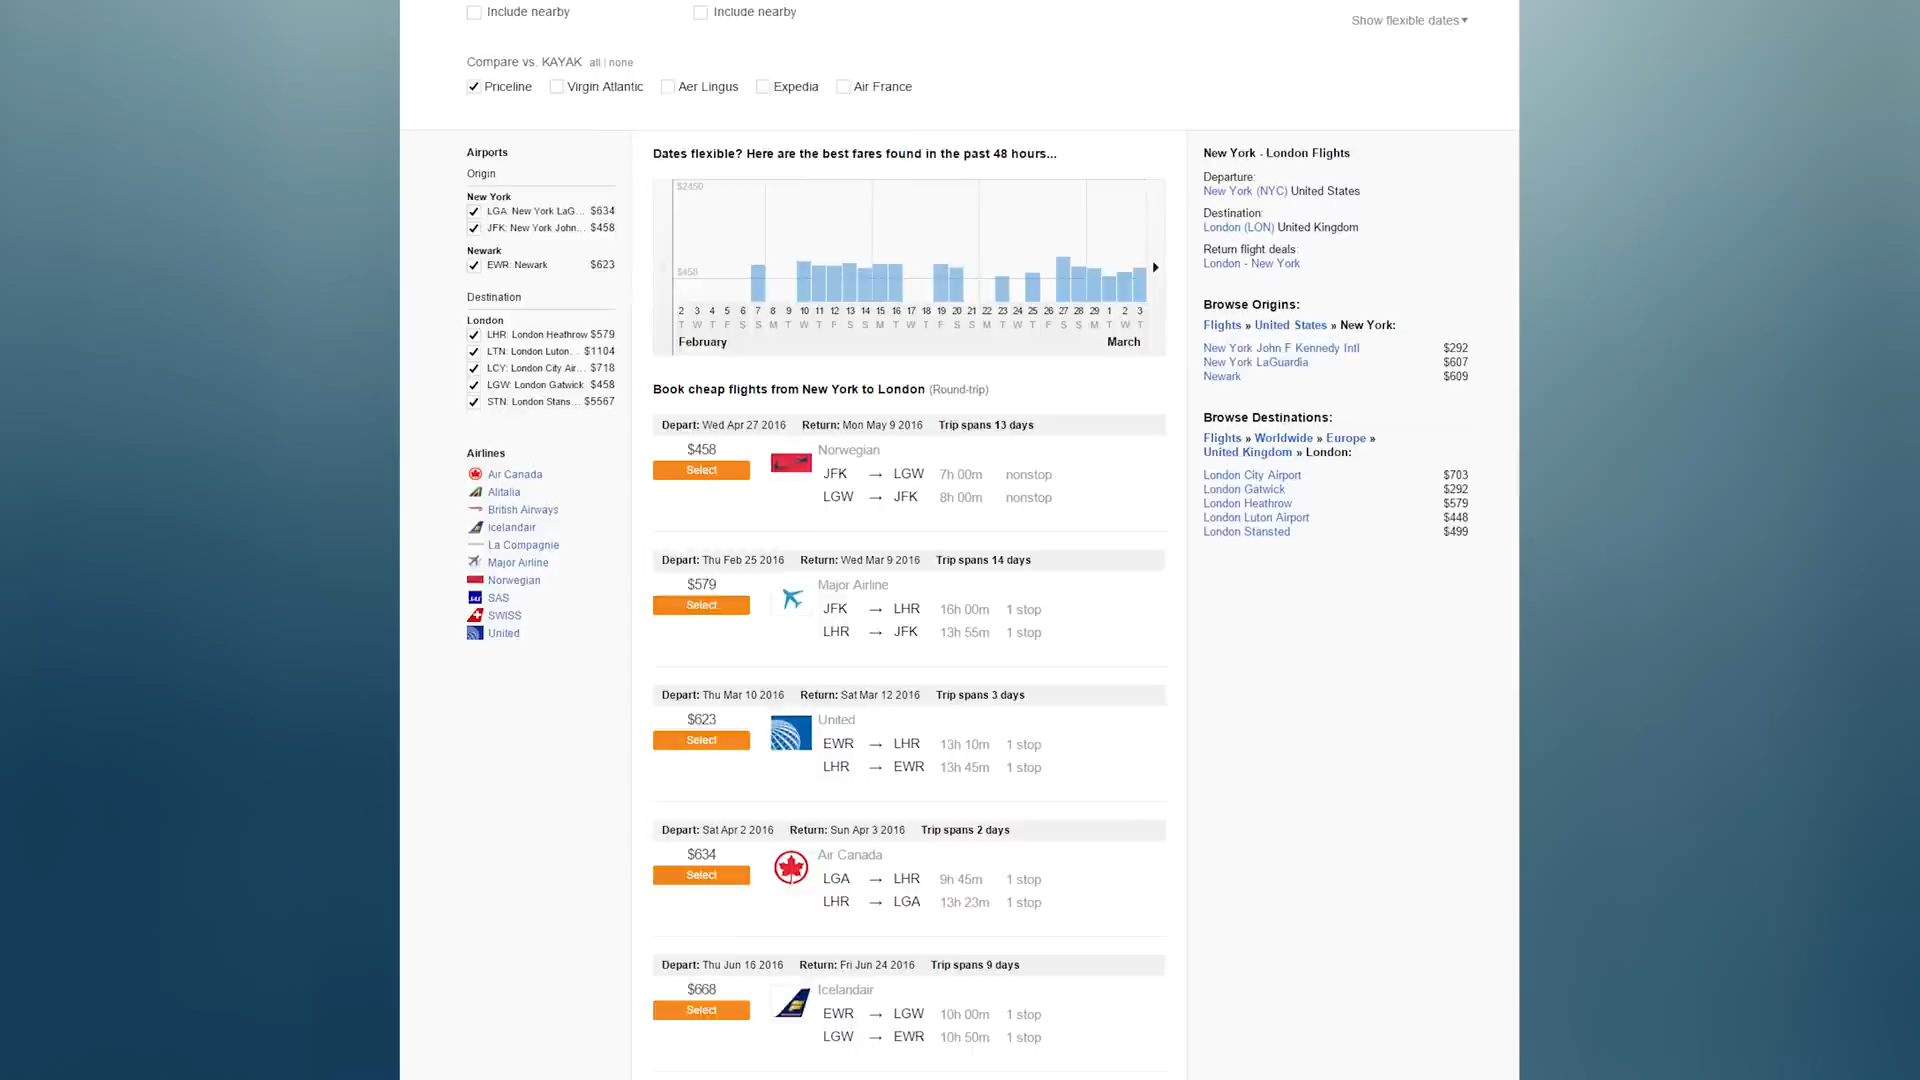 Include nearby
Include nearby
Show flexible dates
Compare vs. KAYAK all | none
Priceline Virgin Atlantic Aer Lingus Expedia Air France
Airports
Origin
New York
LGA: New York LaG... $634
JFK: New York John... $458
Newark
EWR: Newark $623
Destination
London
LHR: London Heathrow $579
LTN: London Luton... $1104
LCY: London City Air... $718
LGW: London Gatwick $458
STN: London Stans... $5567
Airlines
Air Canada
Alitalia
British Airways
Icelandair
La Compagnie
Major Airline
Norwegian
SAS
SWISS
United
Dates flexible? Here are the best fares found in the past 48 hours...
$2450
$458
2 3 4 5 6 7 8 9 10 11 12 13 14 15 16 17 18 19 20 21 22 23 24 25 26 27 28 29 1 2 3
T W T F S S M T W T F S S M T W T F S S M T W T F S S M T W T
February March
Book cheap flights from New York to London (Round-trip)
Depart: Wed Apr 27 2016 Return: Mon May 9 2016 Trip spans 13 days
$458 Norwegian
Select
JFK → LGW 7h 00m nonstop
LGW → JFK 8h 00m nonstop
Depart: Thu Feb 25 2016 Return: Wed Mar 9 2016 Trip spans 14 days
$579 Major Airline
Select
JFK → LHR 16h 00m 1 stop
LHR → JFK 13h 55m 1 stop
Depart: Thu Mar 10 2016 Return: Sat Mar 12 2016 Trip spans 3 days
$623 United
Select
EWR → LHR 13h 10m 1 stop
LHR → EWR 13h 45m 1 stop
Depart: Sat Apr 2 2016 Return: Sun Apr 3 2016 Trip spans 2 days
$634 Air Canada
Select
LGA → LHR 9h 45m 1 stop
LHR → LGA 13h 23m 1 stop
Depart: Thu Jun 16 2016 Return: Fri Jun 24 2016 Trip spans 9 days
$668 Icelandair
Select
EWR → LGW 10h 00m 1 stop
LGW → EWR 10h 50m 1 stop
New York - London Flights
Departure:
New York (NYC) United States
Destination:
London (LON) United Kingdom
Return flight deals:
London - New York
Browse Origins:
Flights » United States » New York:
New York John F Kennedy Intl $292
New York LaGuardia $607
Newark $609
Browse Destinations:
Flights » Worldwide » Europe »
United Kingdom » London:
London City Airport $703
London Gatwick $292
London Heathrow $579
London Luton Airport $448
London Stansted $499